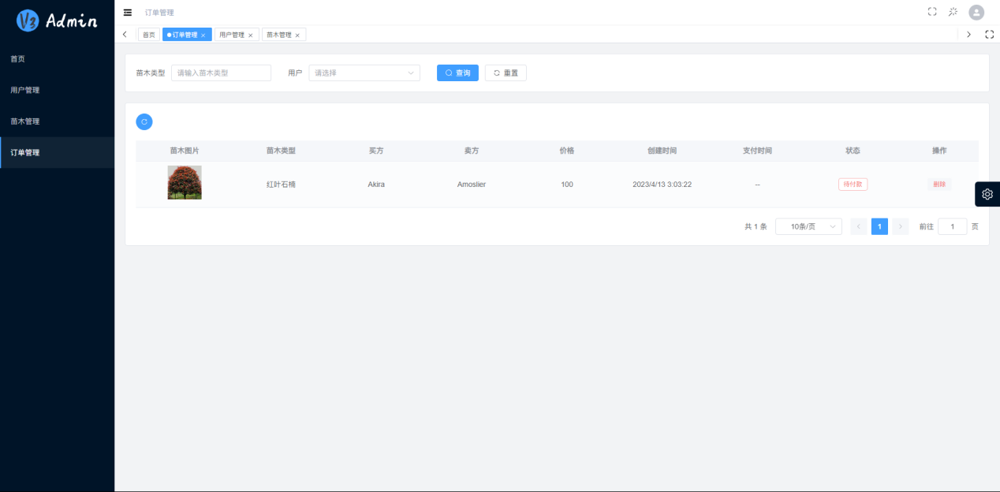 V3 Admin
订单管理
首页 订单管理 用户管理 苗木管理
首页
用户管理
苗木管理
订单管理
苗木类型 请输入苗木类型 用户 请选择 查询 重置
苗木图片 苗木类型 买方 卖方 价格 创建时间 支付时间 状态 操作
红叶石楠 Akira Amoslier 100 2023/4/13 3:03:22 -- 待付款 删除
共 1 条 10条/页 1 前往 1 页